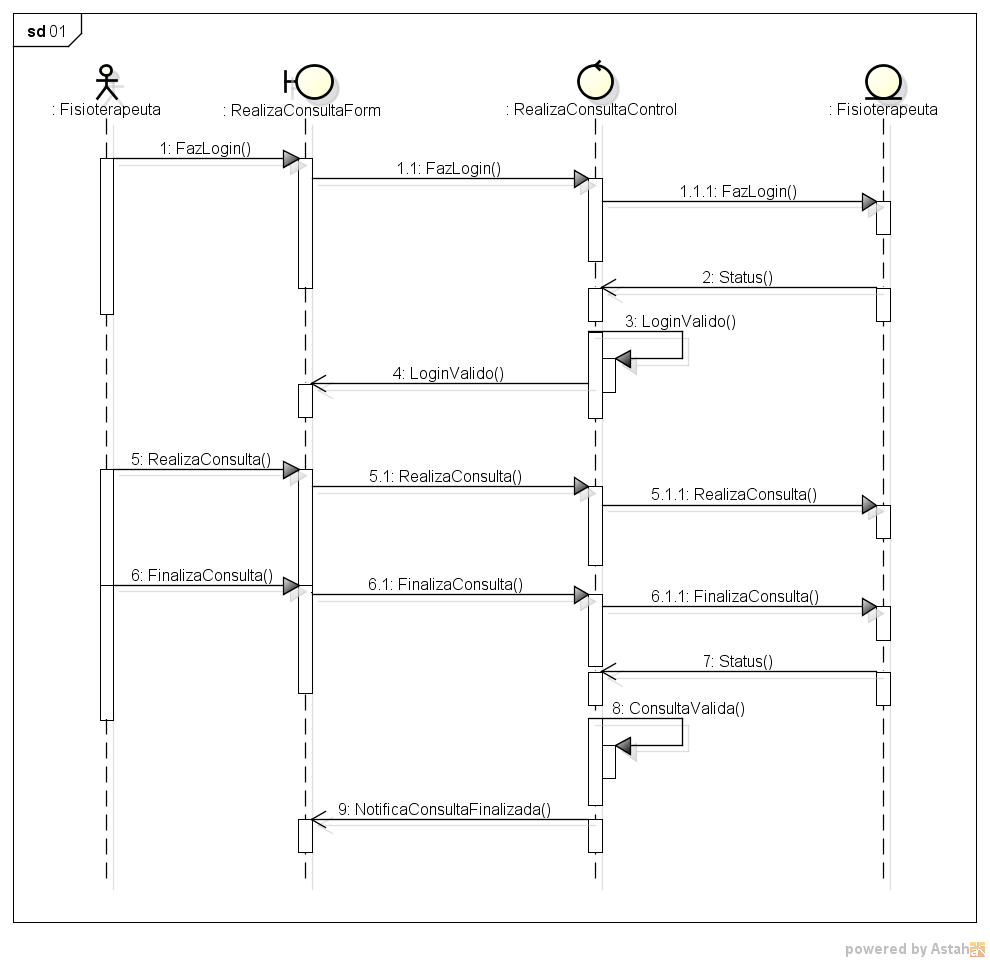 sd 01
: Fisioterapeuta
: RealizaConsultaForm
: RealizaConsultaControl
: Fisioterapeuta
1: FazLogin()
1.1: FazLogin()
1.1.1: FazLogin()
2: Status()
3: LoginValido()
4: LoginValido()
5: RealizaConsulta()
5.1: RealizaConsulta()
5.1.1: RealizaConsulta()
6: FinalizaConsulta()
6.1: FinalizaConsulta()
6.1.1: FinalizaConsulta()
7: Status()
8: ConsultaValida()
9: NotificaConsultaFinalizada()
powered by Astah